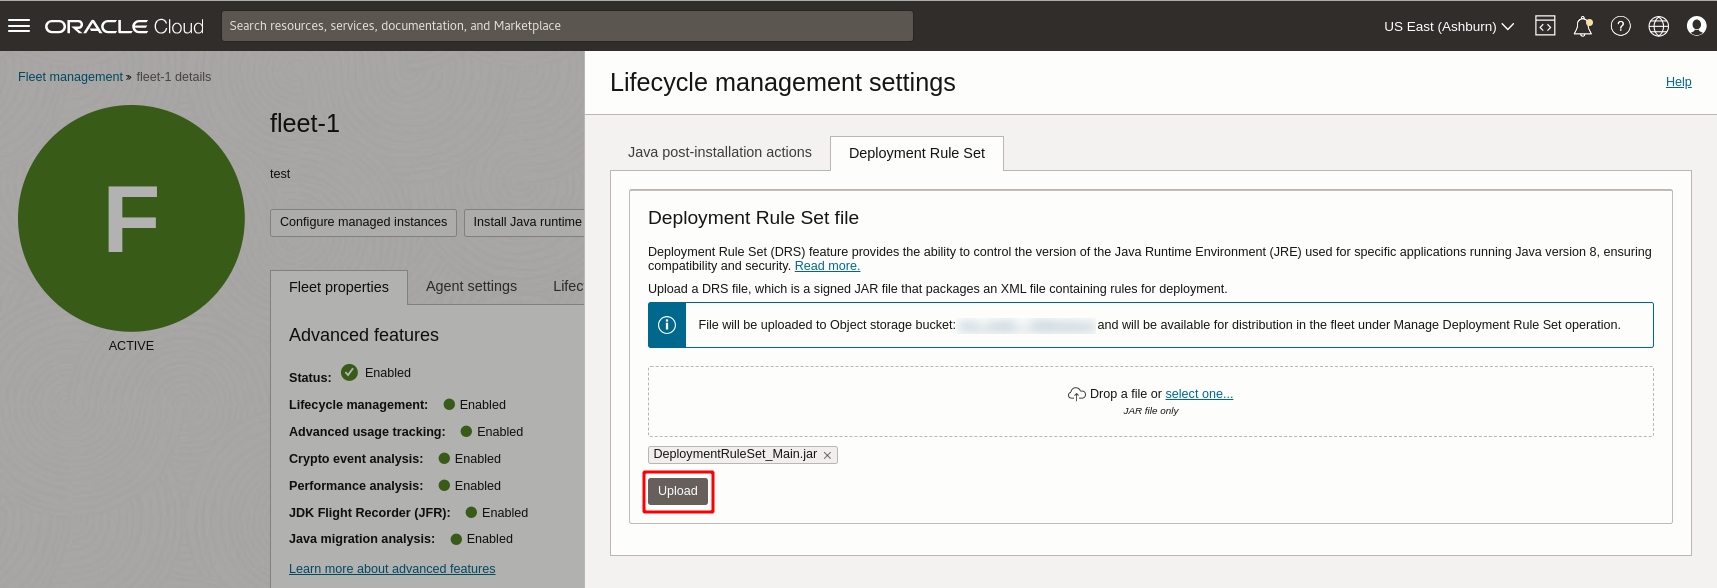 ORACLE Cloud
Search resources, services, documentation, and Marketplace
US East (Ashburn)
Fleet management » fleet-1 details
F
ACTIVE
fleet-1
test
Configure managed instances
Install Java runtime
Fleet properties
Agent settings
Lifec
Advanced features
Status: Enabled
Lifecycle management: Enabled
Advanced usage tracking: Enabled
Crypto event analysis: Enabled
Performance analysis: Enabled
JDK Flight Recorder (JFR): Enabled
Java migration analysis: Enabled
Learn more about advanced features
Lifecycle management settings
Help
Java post-installation actions
Deployment Rule Set
Deployment Rule Set file
Deployment Rule Set (DRS) feature provides the ability to control the version of the Java Runtime Environment (JRE) used for specific applications running Java version 8, ensuring
compatibility and security. Read more.
Upload a DRS file, which is a signed JAR file that packages an XML file containing rules for deployment.
File will be uploaded to Object storage bucket: and will be available for distribution in the fleet under Manage Deployment Rule Set operation.
Drop a file or select one...
JAR file only
DeploymentRuleSet_Main.jar ×
Upload